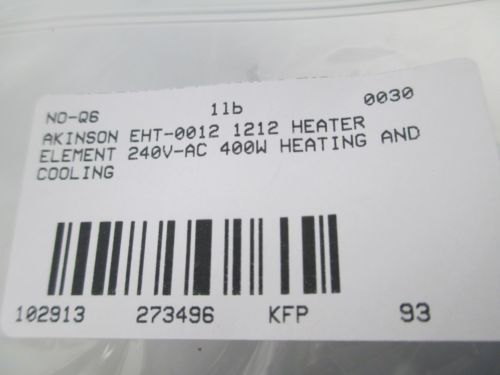 NO-Q6 1lb 0030
AKINSON EHT-0012 1212 HEATER
ELEMENT 240V-AC 400W HEATING AND
COOLING
102913 273496 KFP 93